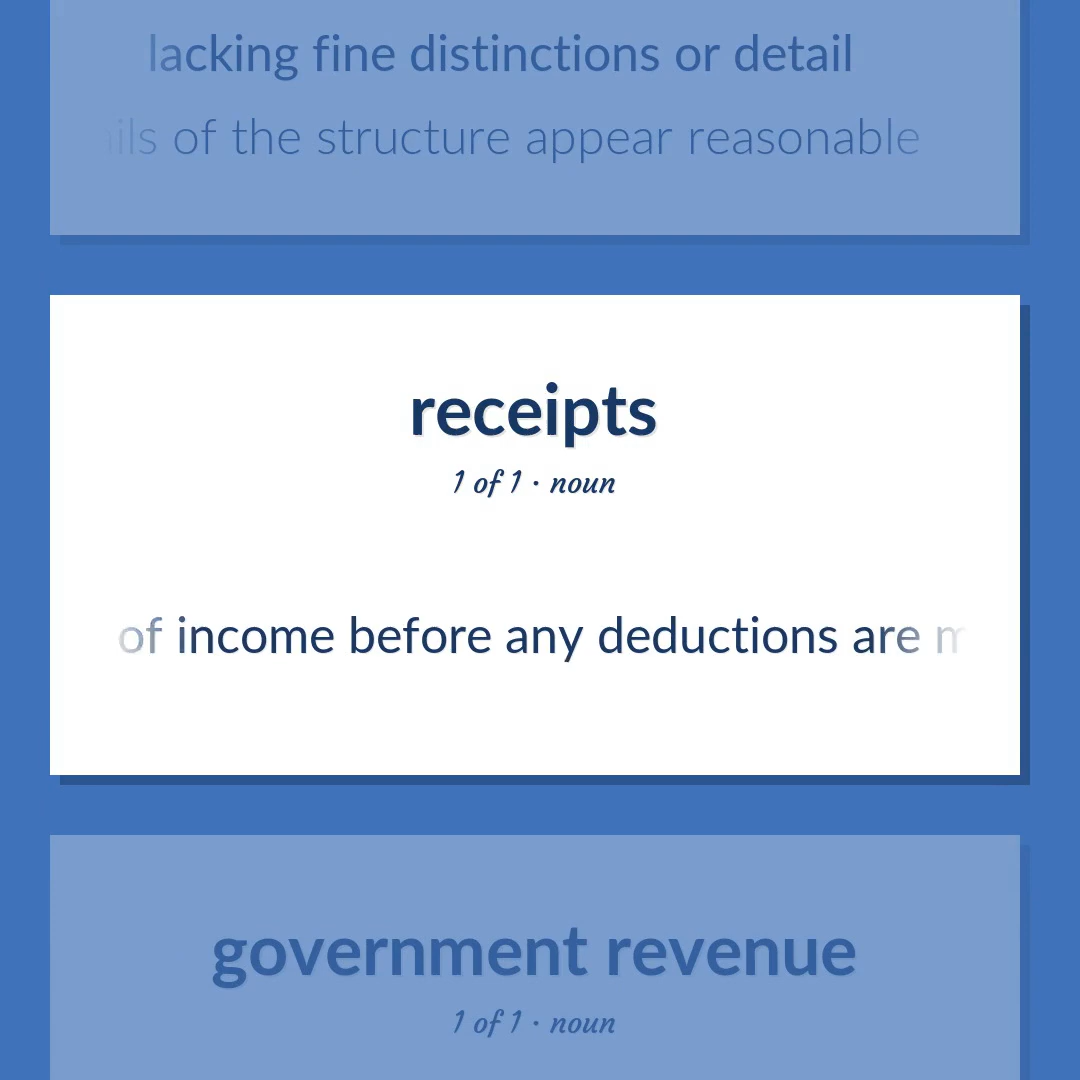 lacking fine distinctions or detail
of the structure appear reasonable
receipts
1 of 1 · noun
of income before any deductions are
government revenue
1 of 1 · noun